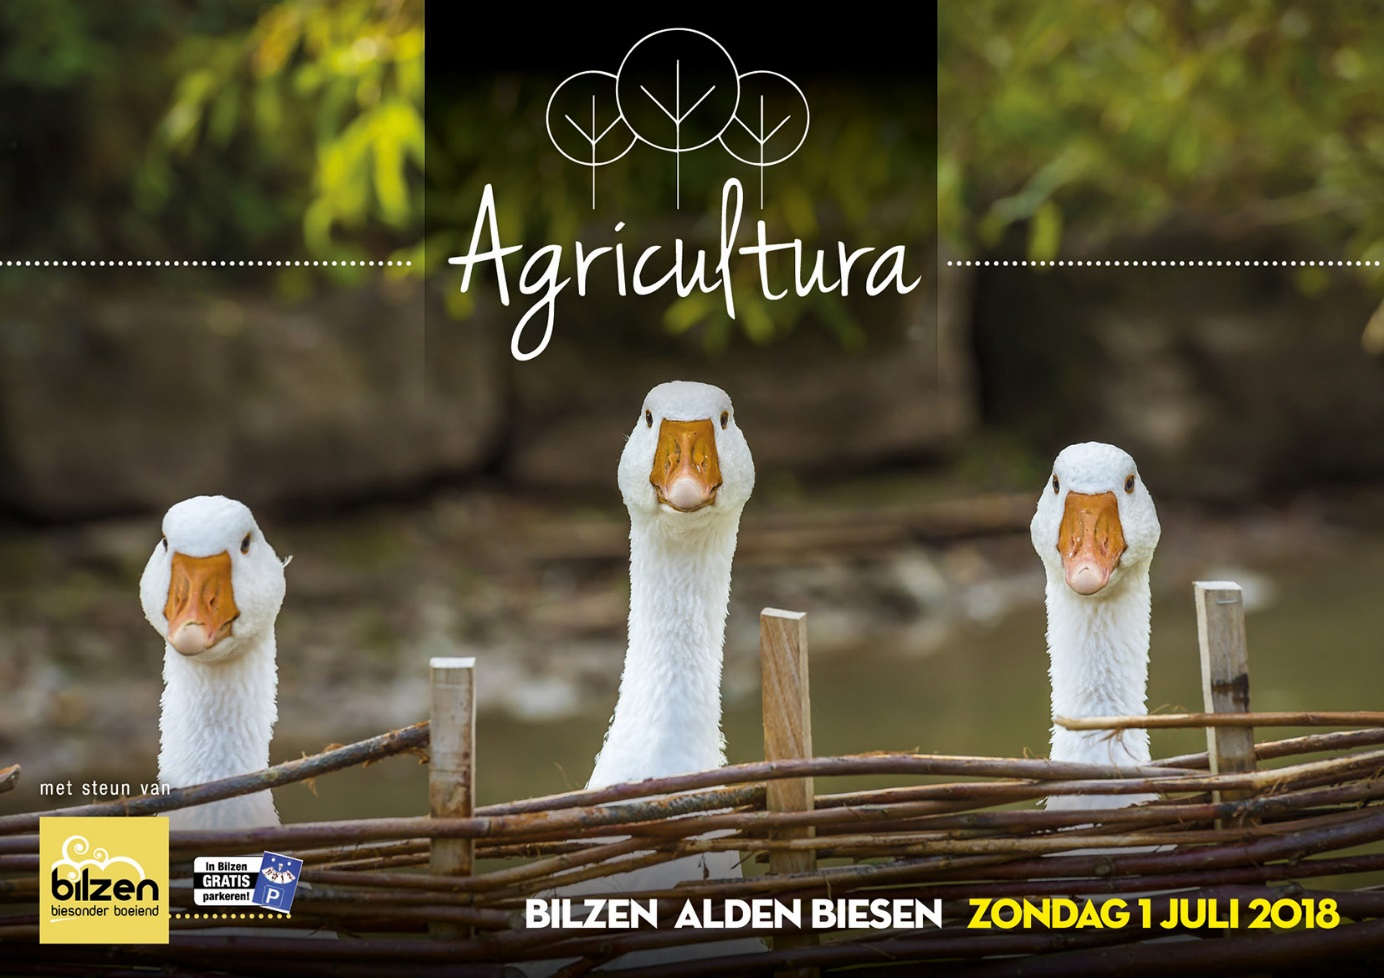 Agricultura
met steun van
bilzen
biesonder boeiend
In Bilzen
GRATIS
parkeren!
P
BILZEN ALDEN BIESEN ZONDAG 1 JULI 2018